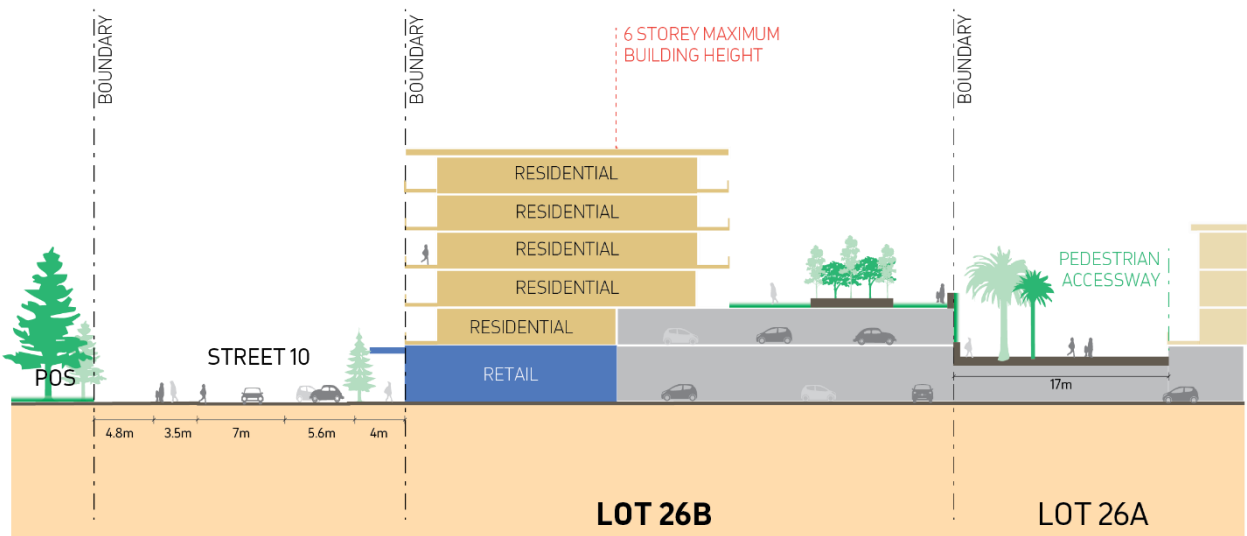 BOUNDARY
BOUNDARY
6 STOREY MAXIMUM
BUILDING HEIGHT
BOUNDARY
RESIDENTIAL
RESIDENTIAL
RESIDENTIAL
RESIDENTIAL
PEDESTRIAN
ACCESSWAY
RESIDENTIAL
STREET 10
POS
RETAIL
17m
4.8m
3.5m
7m
5.6m
4m
LOT 26B
LOT 26A